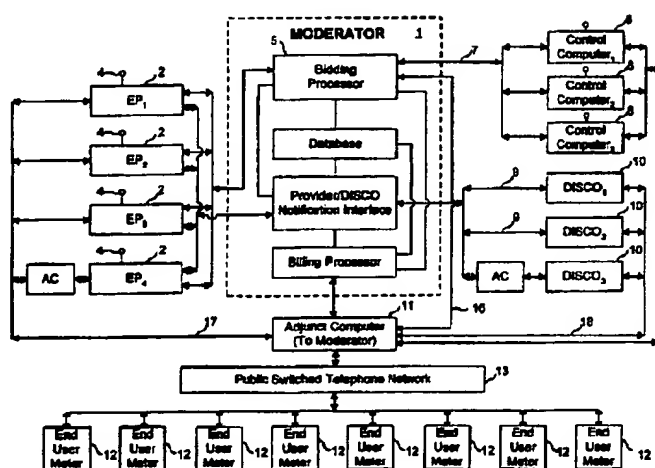 MODERATOR
1
5
Bidding
Processor
Database
Provider/DISCO
Notification Interface
Billing Processor
4
2
EP1
4
2
EP2
4
2
EP3
4
2
AC
EP4
7
6
Control
Computer1
6
Control
Computer2
6
Control
Computer3
9
10
DISCO1
9
10
DISCO2
10
AC
DISCO3
16
17
11
18
Adjunct Computer
(To Moderator)
Public Switched Telephone Network
13
End
User
Meter
12
End
User
Meter
12
End
User
Meter
12
End
User
Meter
12
End
User
Meter
12
End
User
Meter
12
End
User
Meter
12
End
User
Meter
12